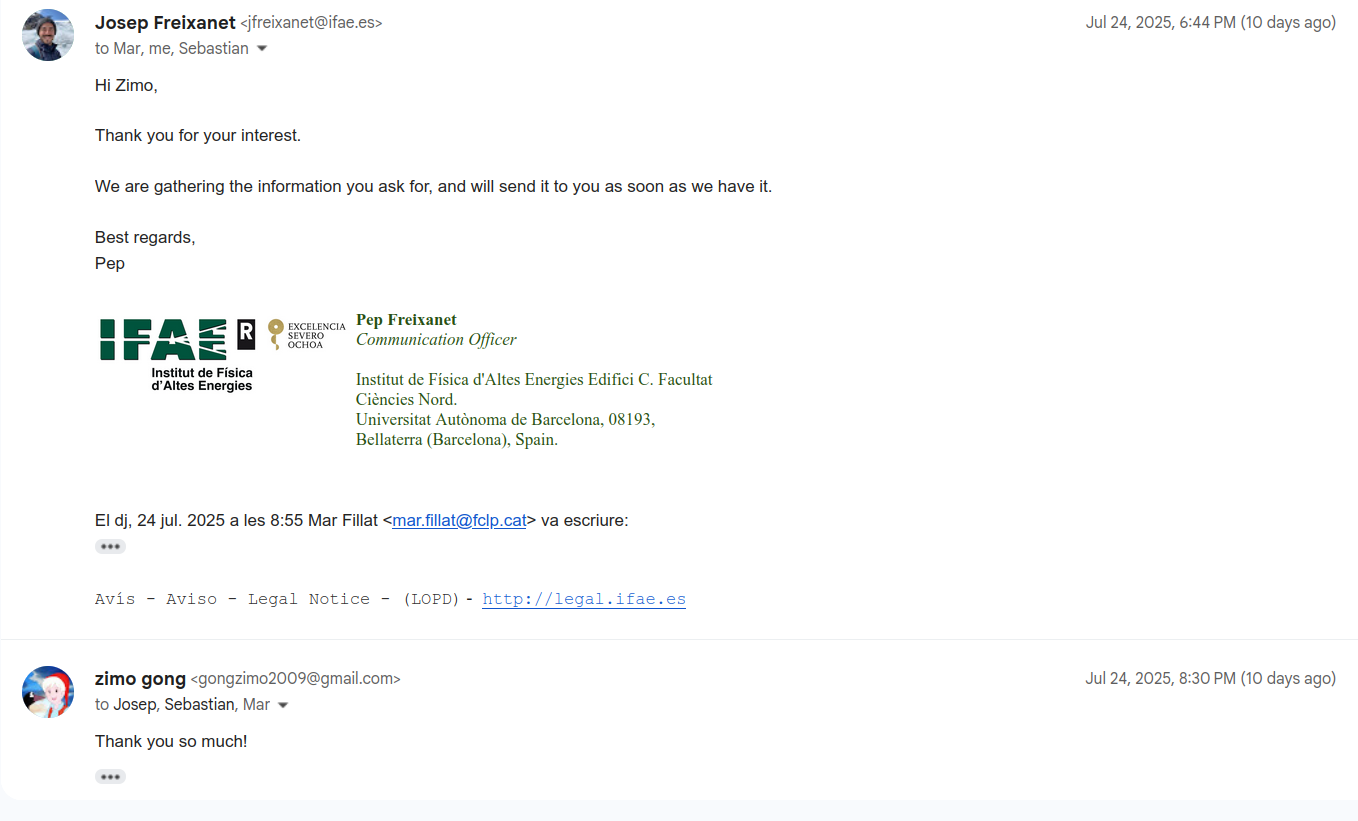 Josep Freixanet <jfreixanet@ifae.es>
Jul 24, 2025, 6:44 PM (10 days ago)
to Mar, me, Sebastian
Hi Zimo,
Thank you for your interest.
We are gathering the information you ask for, and will send it to you as soon as we have it.
Best regards,
Pep
IFAE
R
EXCELENCIA
SEVERO
OCHOA
Institut de Física
d'Altes Energies
Pep Freixanet
Communication Officer
Institut de Física d'Altes Energies Edifici C. Facultat
Ciències Nord.
Universitat Autònoma de Barcelona, 08193,
Bellaterra (Barcelona), Spain.
El dj, 24 jul. 2025 a les 8:55 Mar Fillat <mar.fillat@fclp.cat> va escriure:
Avís - Aviso - Legal Notice - (LOPD) - http://legal.ifae.es
zimo gong <gongzimo2009@gmail.com>
Jul 24, 2025, 8:30 PM (10 days ago)
to Josep, Sebastian, Mar
Thank you so much!